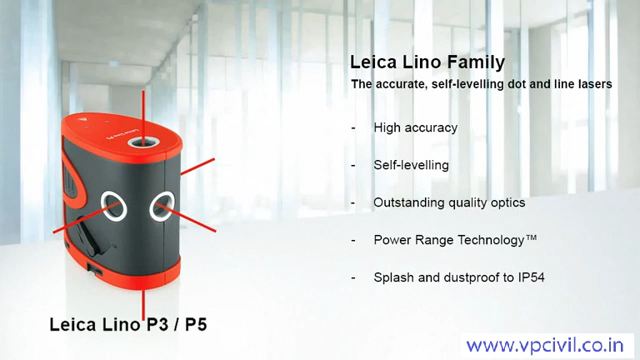 Leica Lino Family
The accurate, self-levelling dot and line lasers
- High accuracy
- Self-levelling
- Outstanding quality optics
- Power Range Technology™
- Splash and dustproof to IP54
Leica Lino P3 / P5
www.vpcivil.co.in